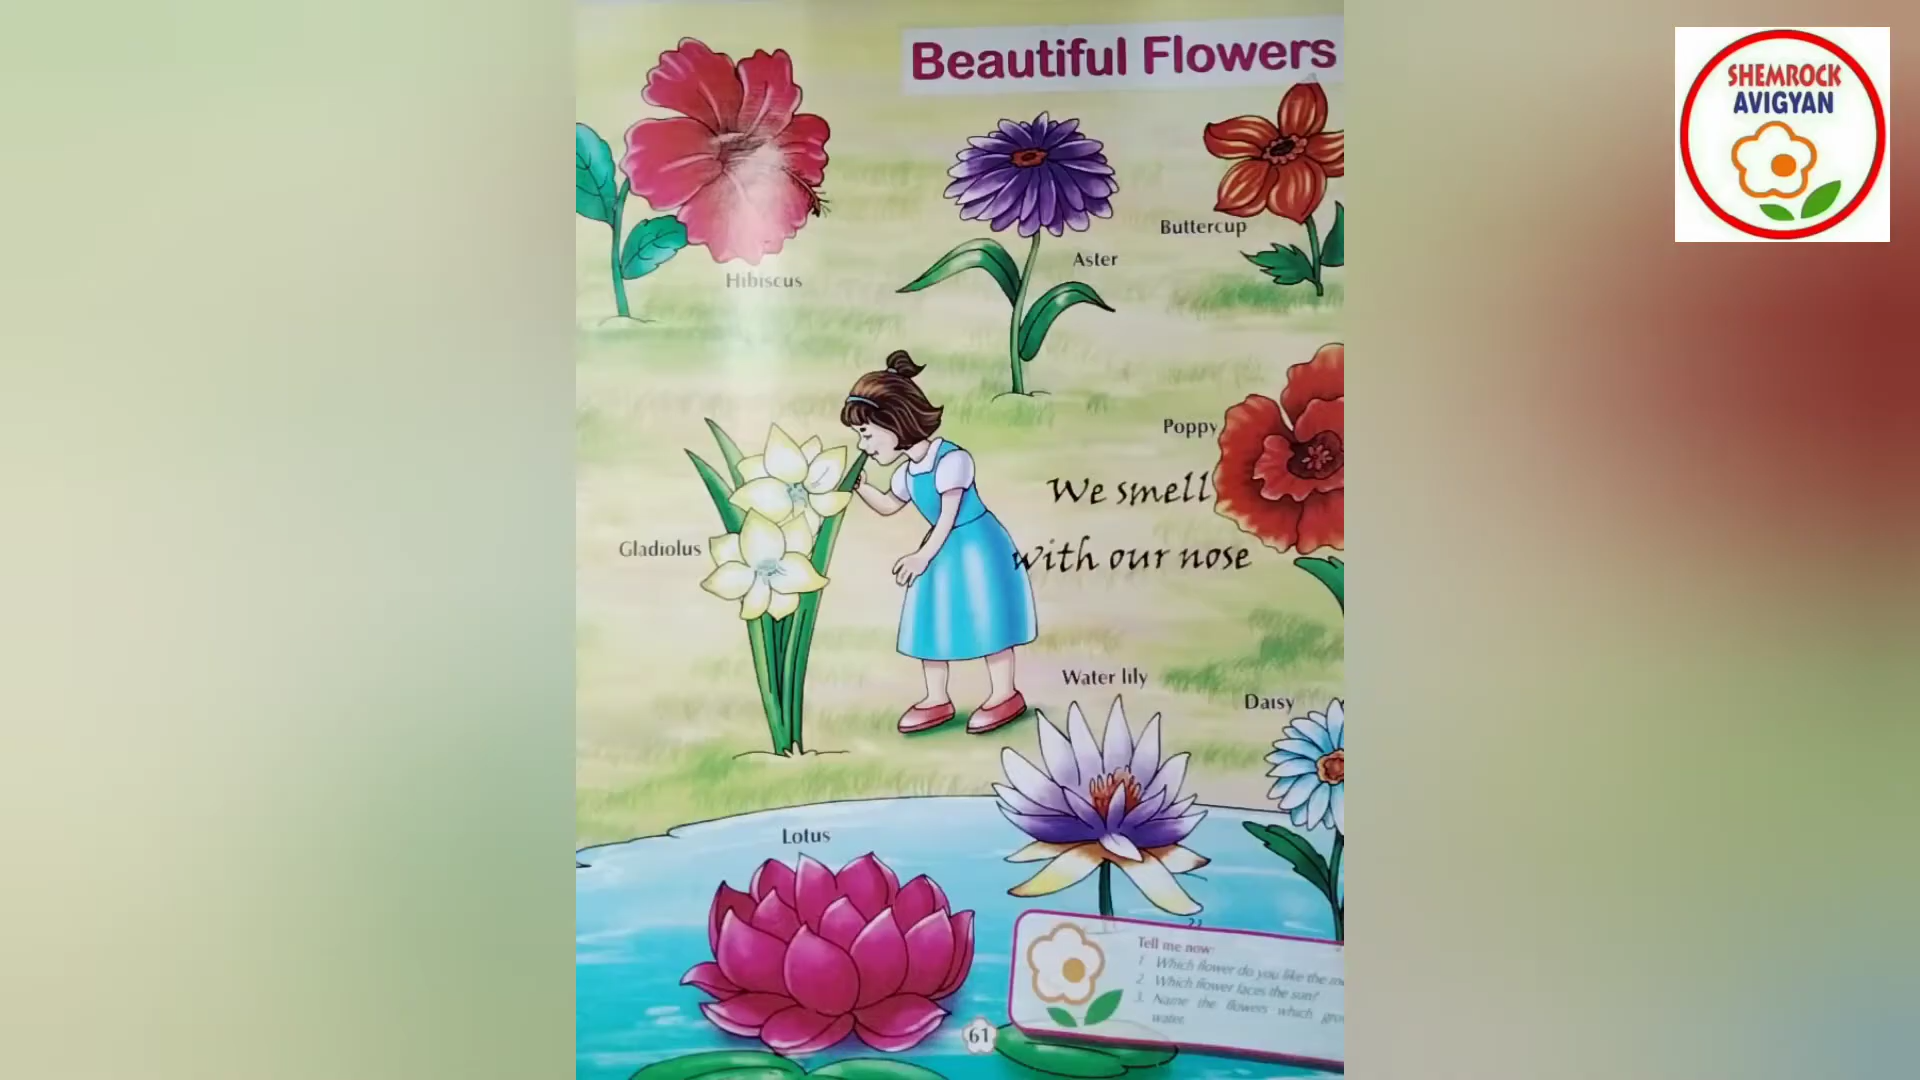 Beautiful Flowers
SHEMROCK
AVIGYAN
Buttercup
Aster
Hibiscus
Poppy
We smell
Gladiolus
with our nose
Water lily
Daisy
Lotus
Tell me now:
1 Which flower do you like the
2. Which flower faces the sun?
3. Name the flowers which
water.
61